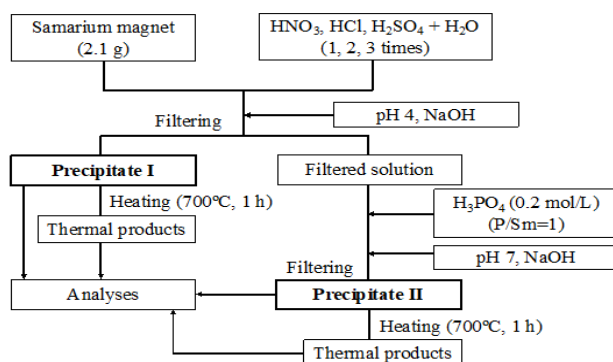 Samarium magnet
(2.1 g)
HNO₃, HCl, H₂SO₄ + H₂O
(1, 2, 3 times)
Filtering
pH 4, NaOH
Precipitate I
Filtered solution
Heating (700ºC, 1 h)
Thermal products
H₃PO₄ (0.2 mol/L)
(P/Sm=1)
pH 7, NaOH
Filtering
Analyses
Precipitate II
Heating (700ºC, 1 h)
Thermal products